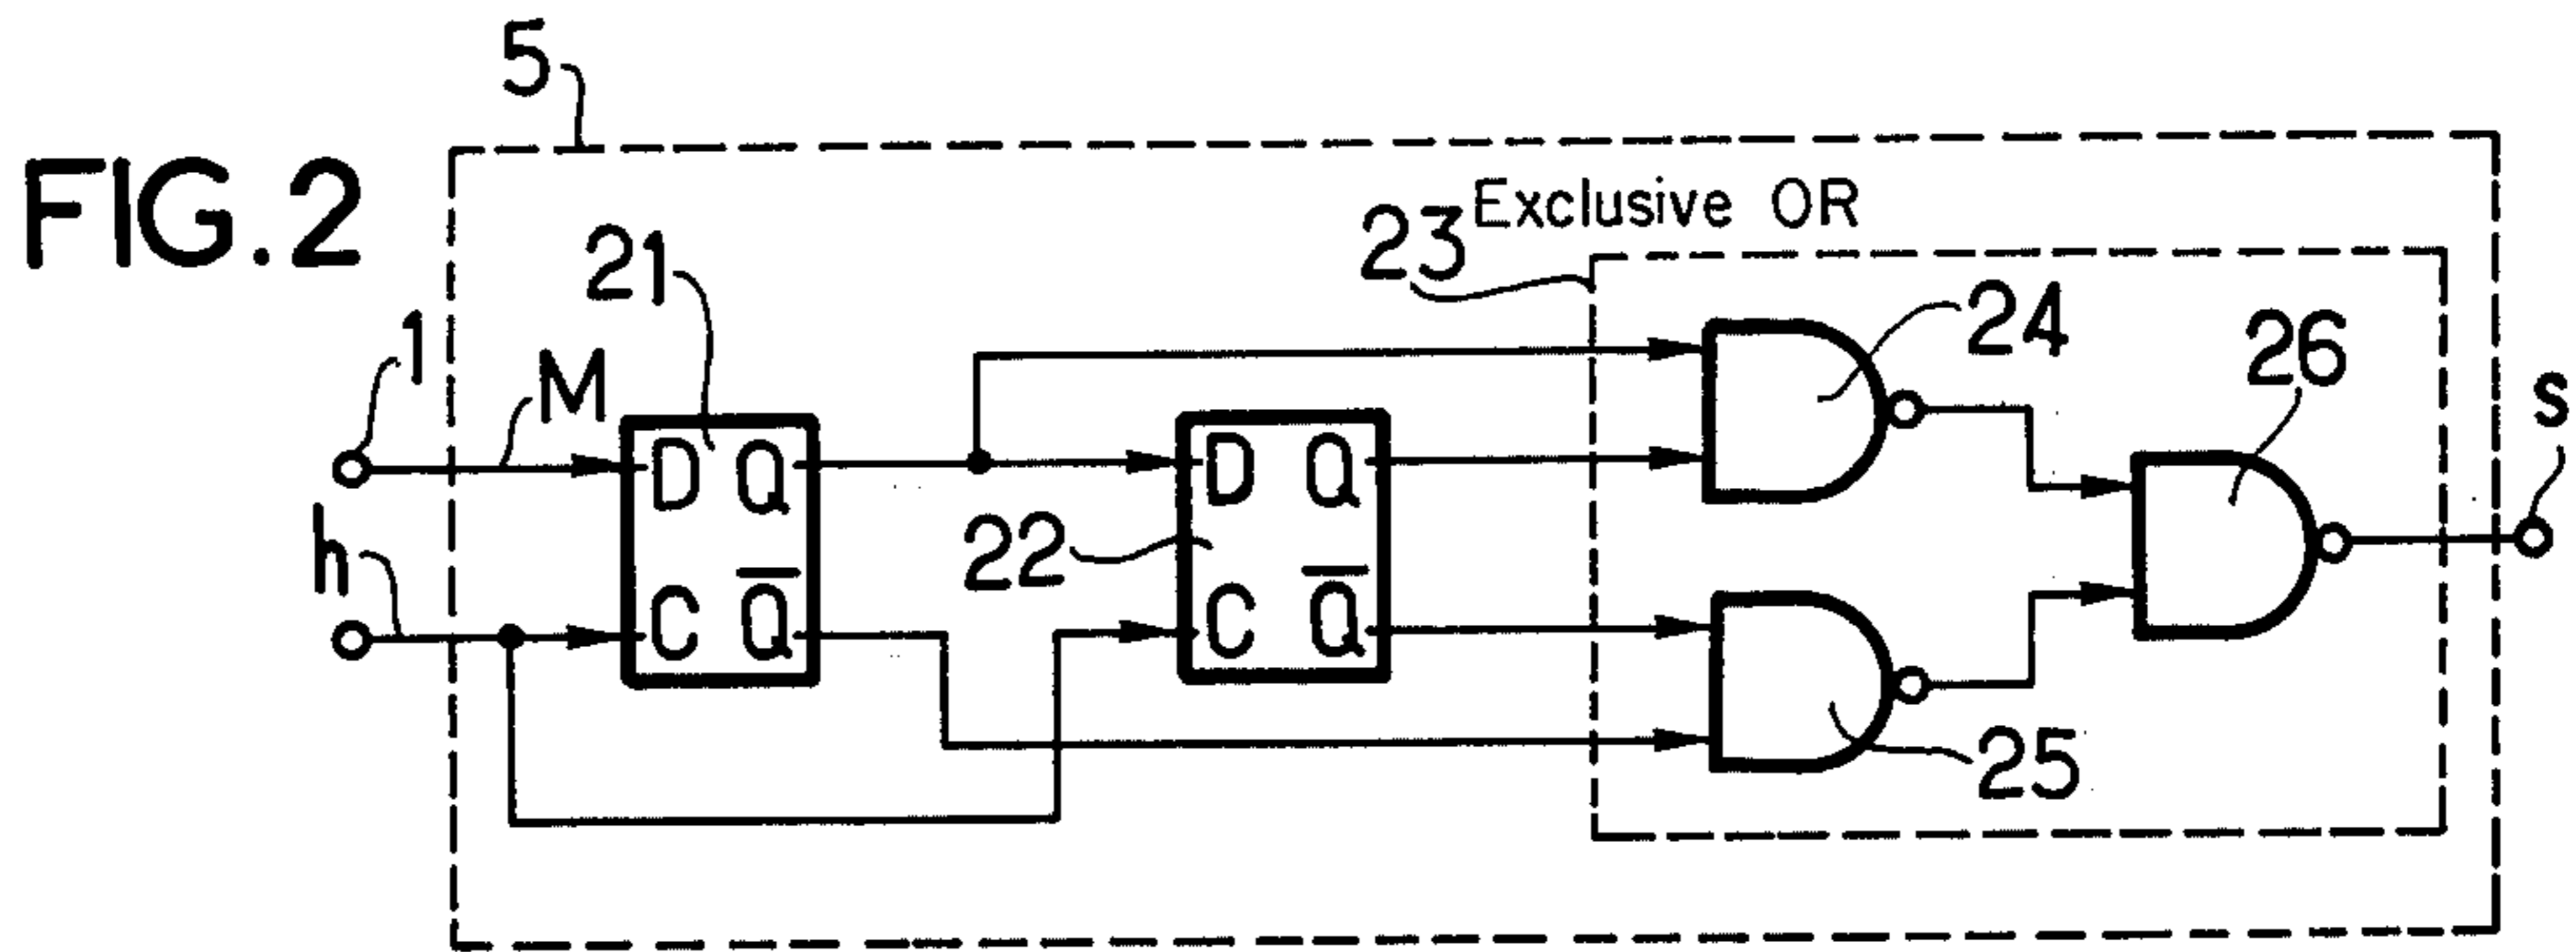 FIG.2
5
Exclusive OR
23
21
24
26
1
M
S
D Q
D Q
h
22
C Q̅
C Q̅
25